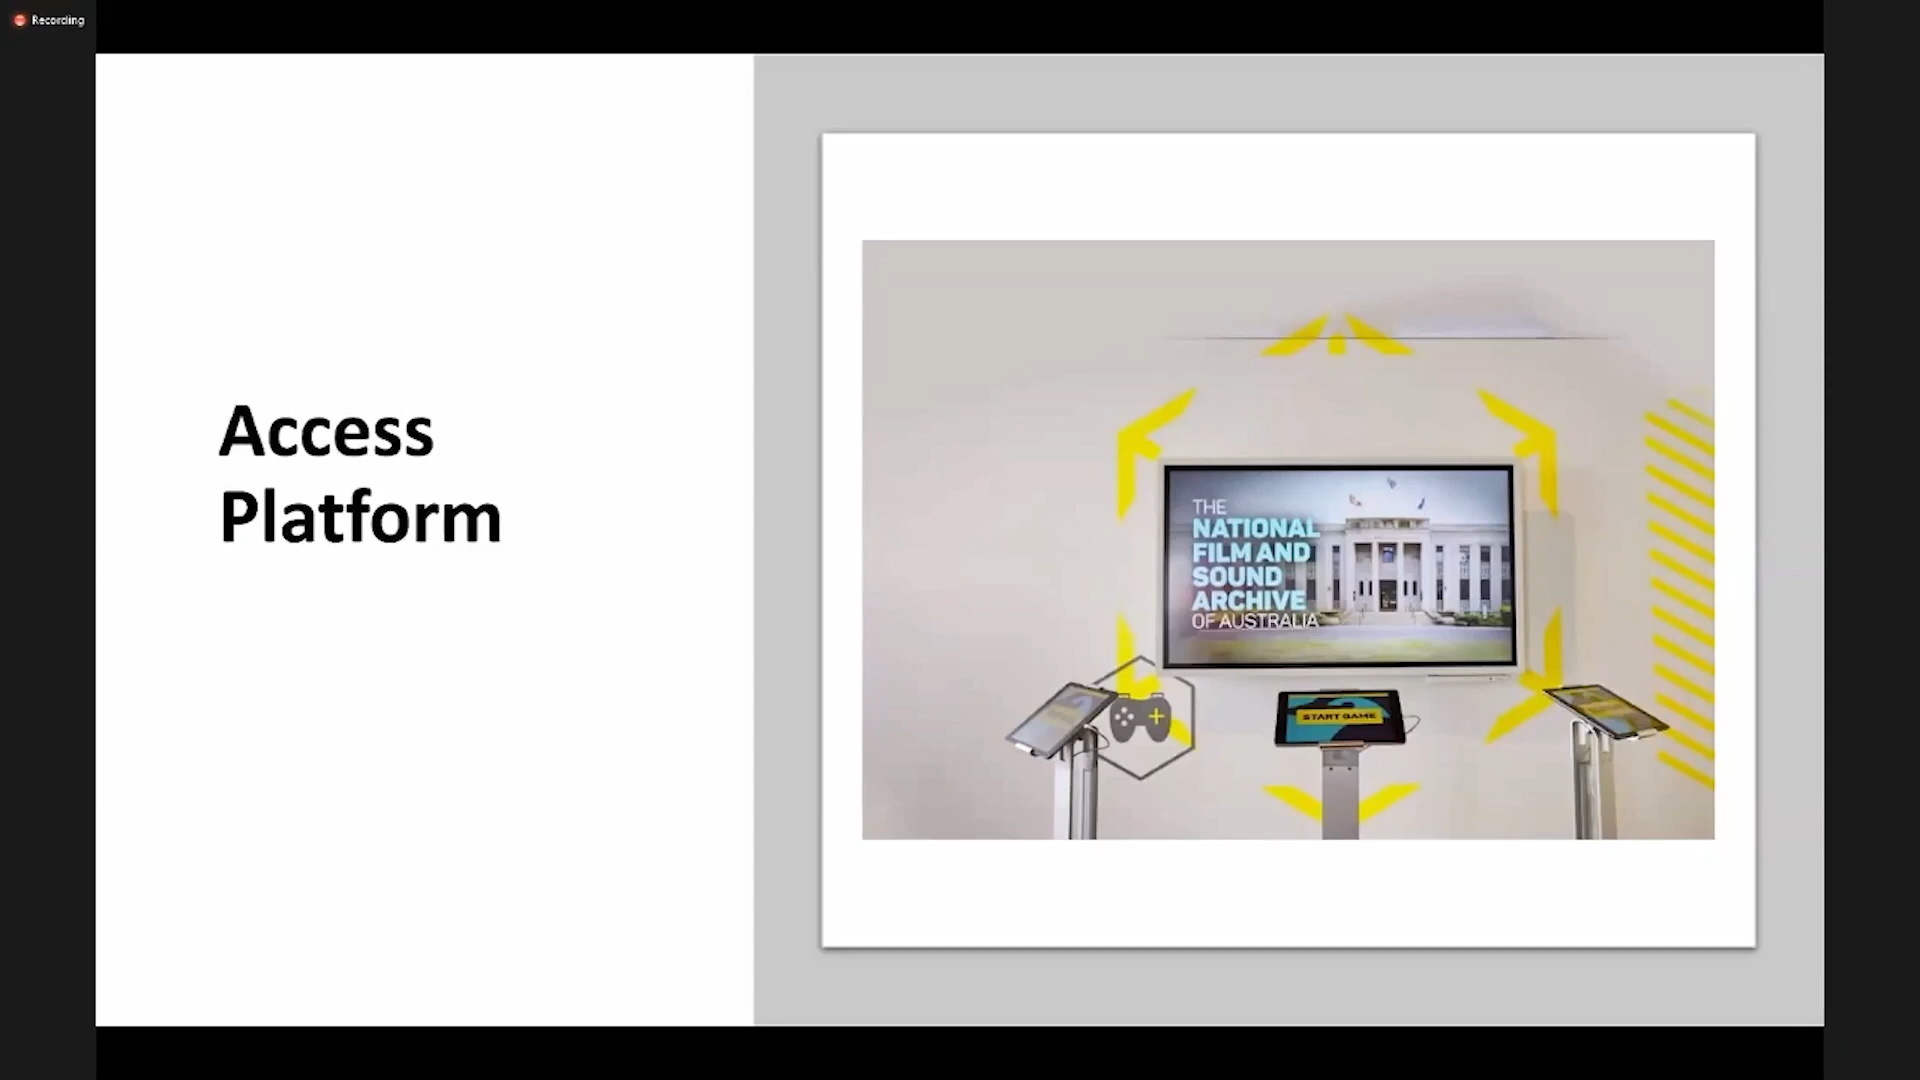 Recording
Access
Platform
THE
NATIONAL
FILM AND
SOUND
ARCHIVE
OF AUSTRALIA
START GAME